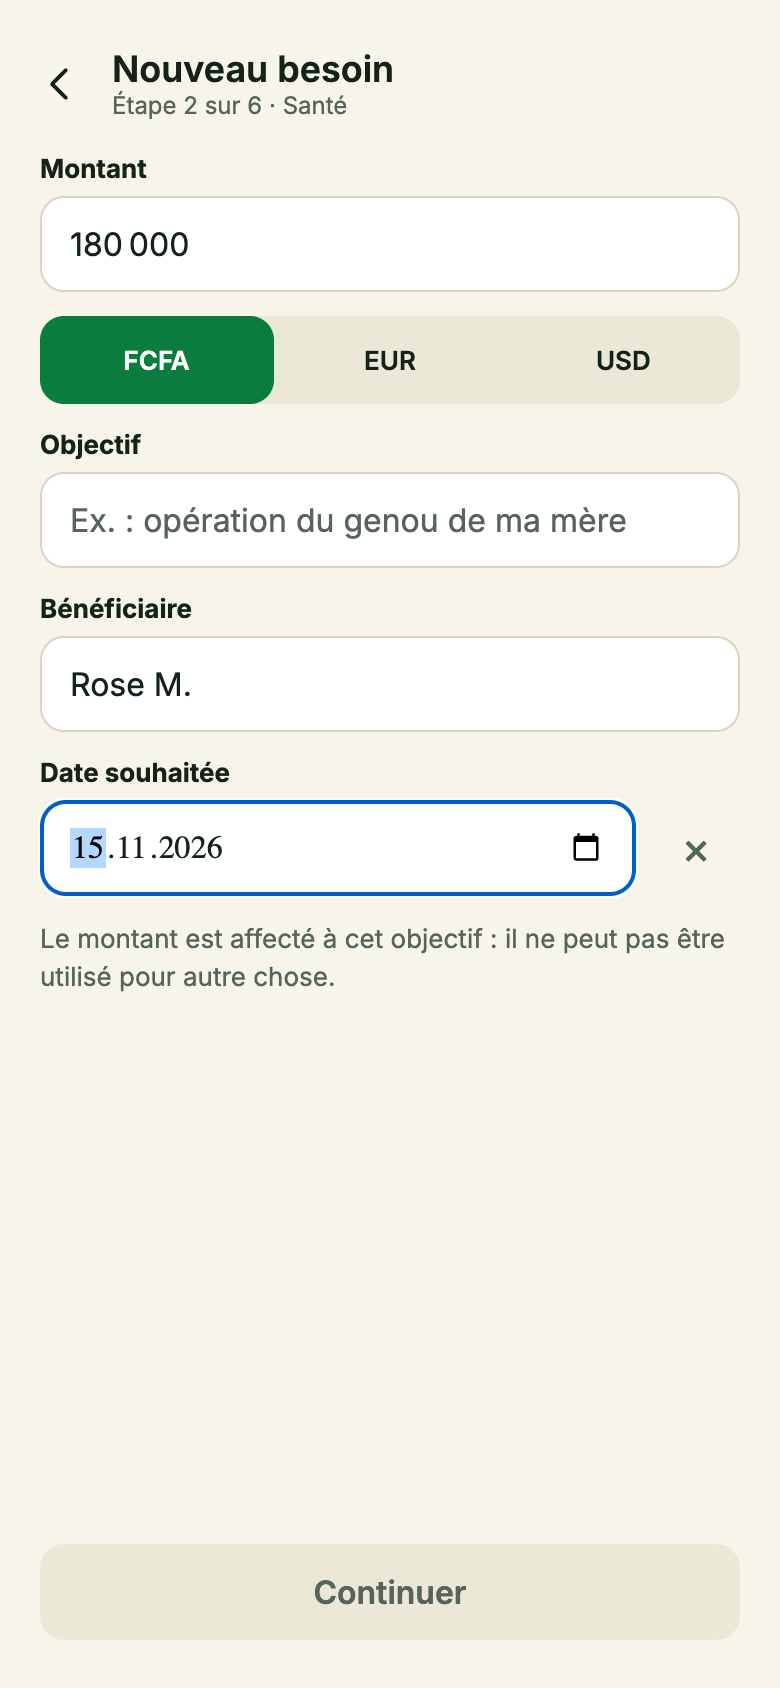 Nouveau besoin
Étape 2 sur 6 · Santé
Montant
180 000
FCFA EUR USD
Objectif
Ex. : opération du genou de ma mère
Bénéficiaire
Rose M.
Date souhaitée
15.11.2026
Le montant est affecté à cet objectif : il ne peut pas être
utilisé pour autre chose.
Continuer